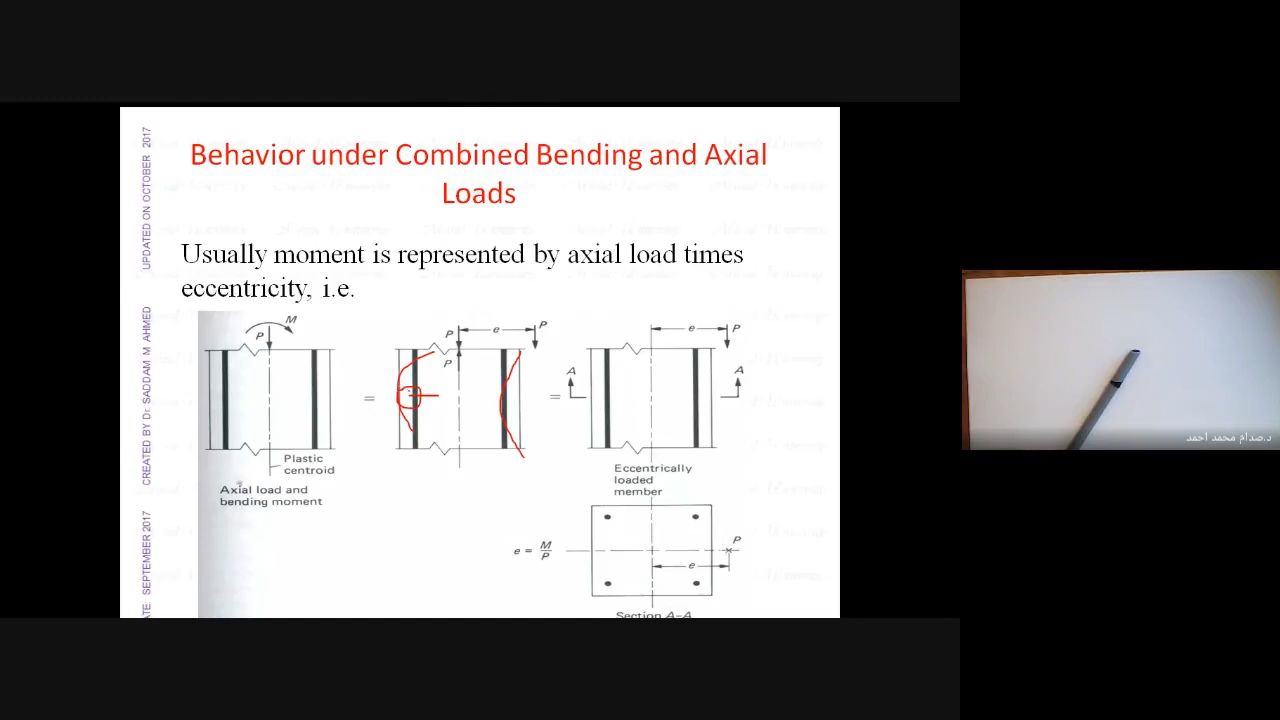 Behavior under Combined Bending and Axial
Loads
Usually moment is represented by axial load times
eccentricity, i.e.
P
M
Plastic
centroid
Axial load and
bending moment
=
P
P
e
P
=
e
P
A
A
Eccentrically
loaded
member
e = M/P
P
e
Section A–A
UPDATED ON OCTOBER 2017
CREATED BY Dr. SADDAM M AHMED
ATE SEPTEMBER 2017
د.صدام محمد احمد